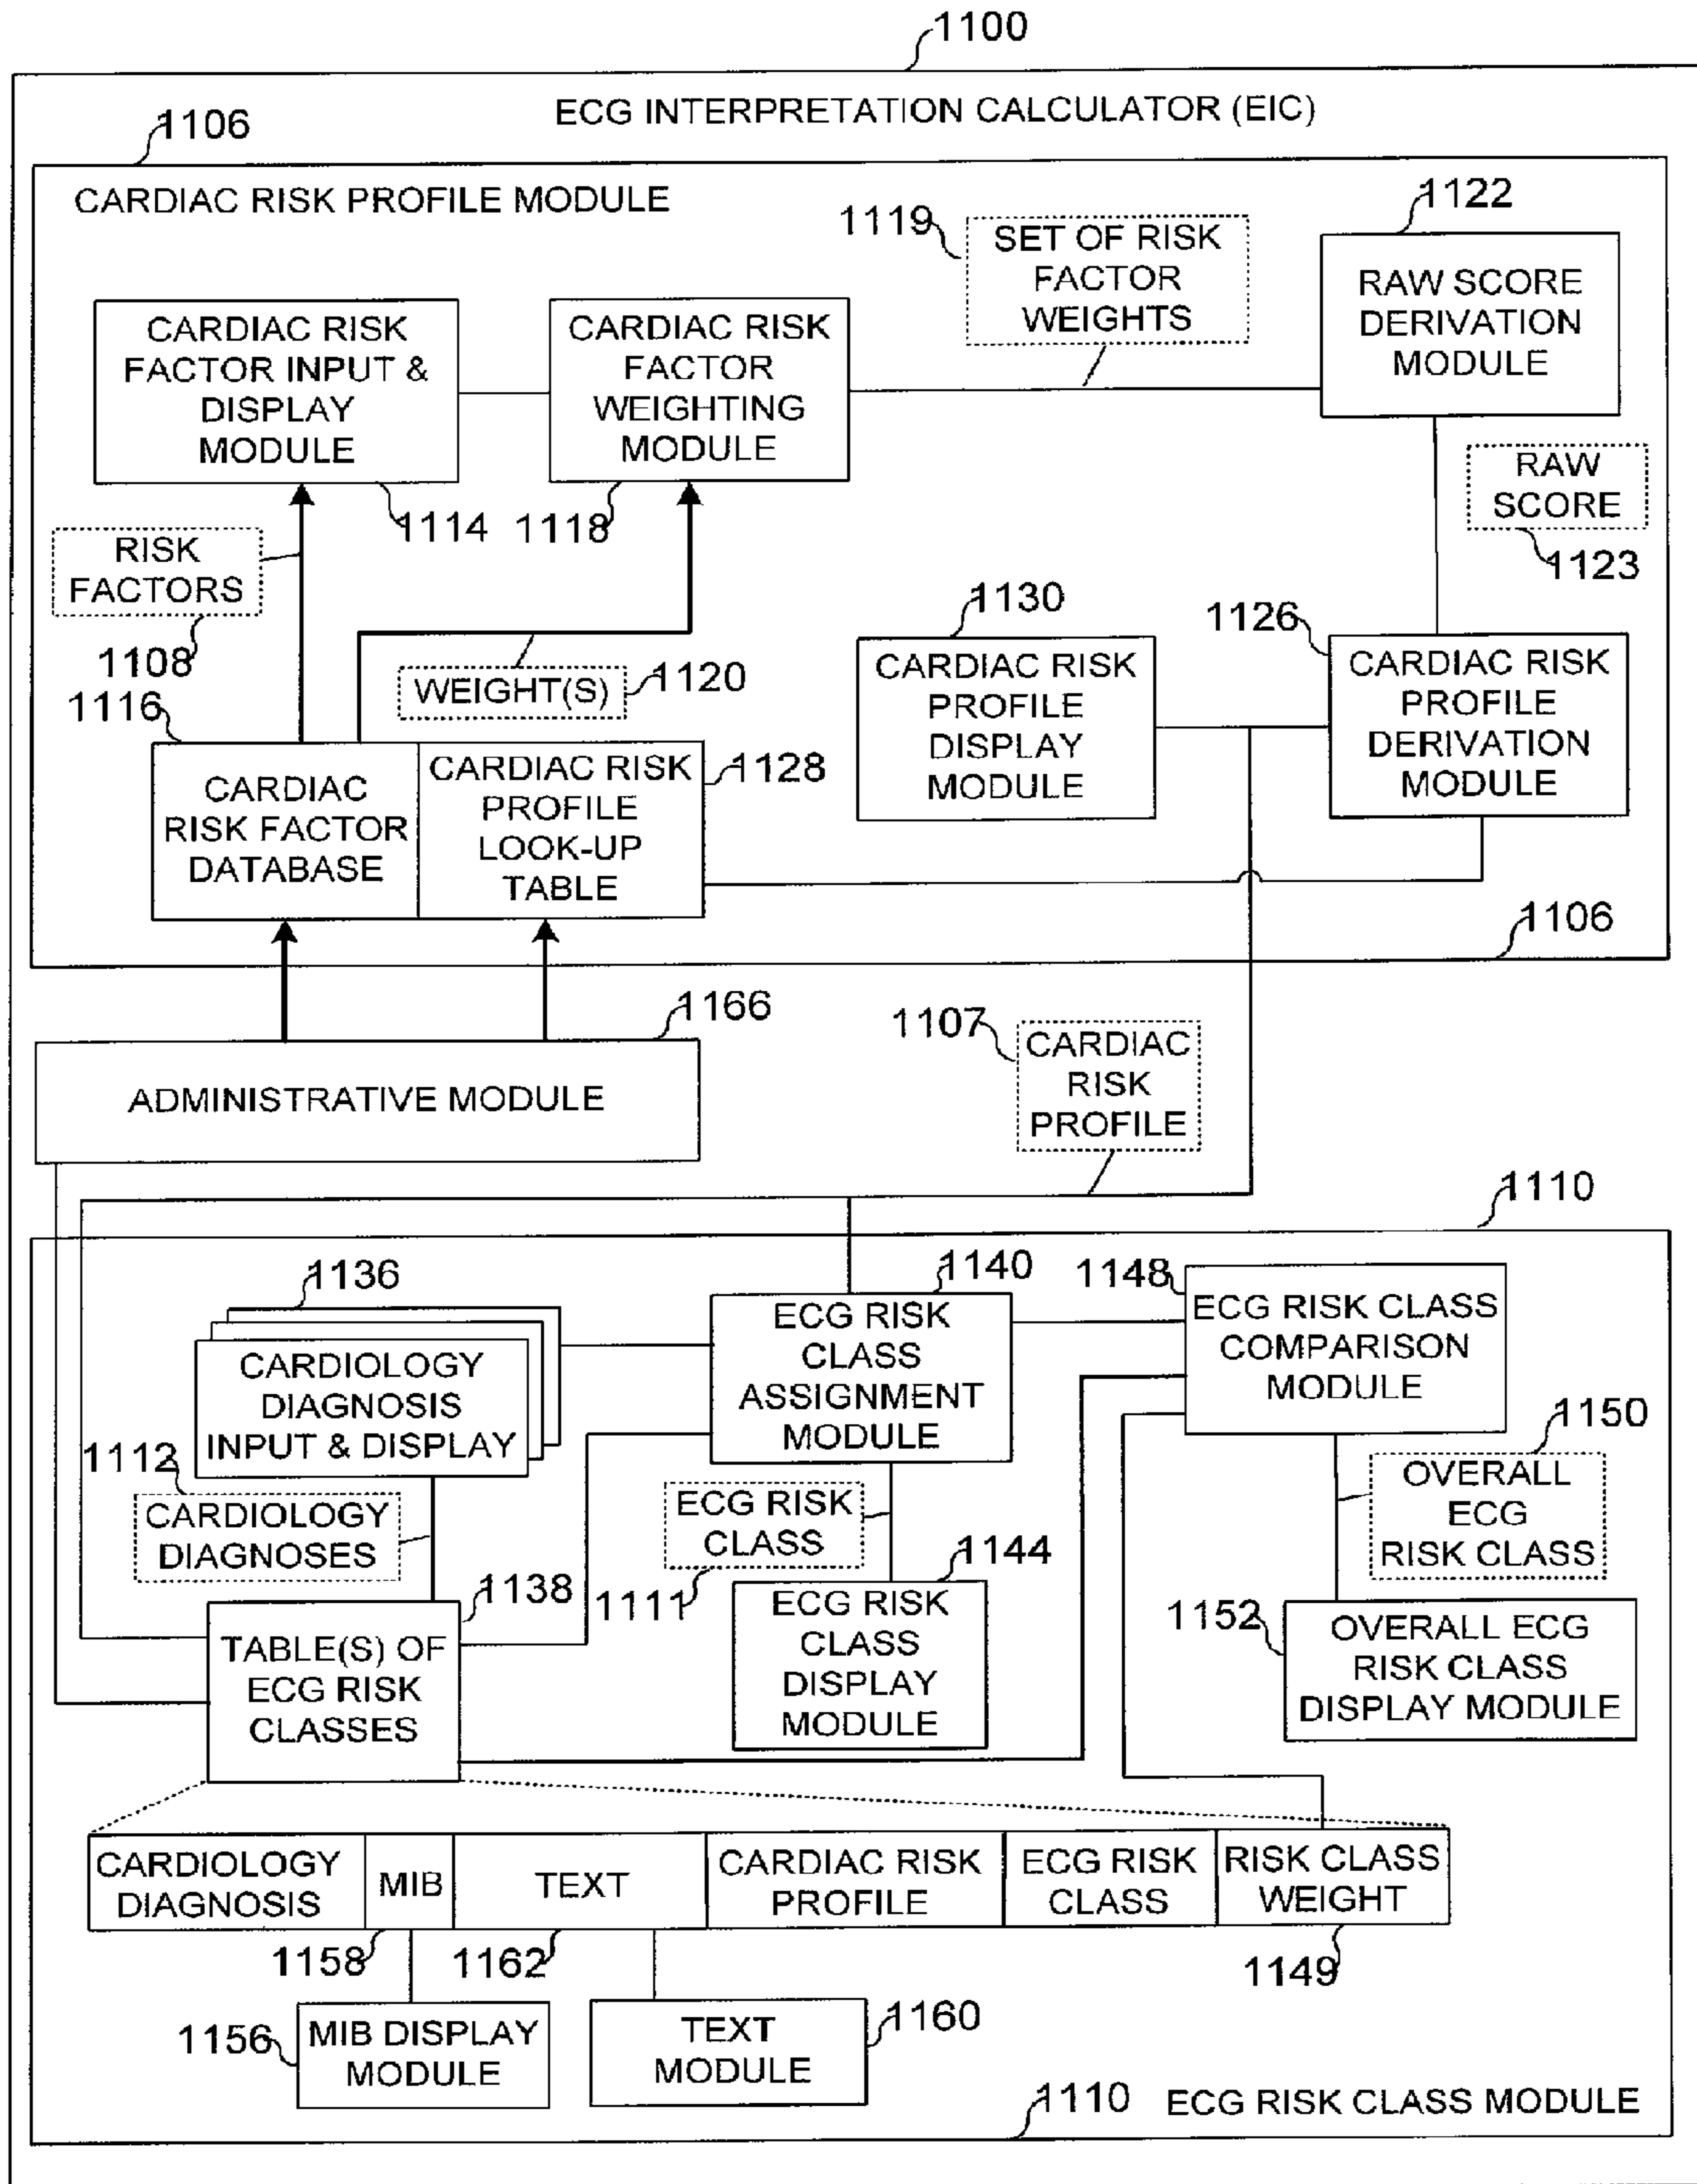 1100
ECG INTERPRETATION CALCULATOR (EIC)
1106
CARDIAC RISK PROFILE MODULE
1119
SET OF RISK
FACTOR
WEIGHTS
1122
RAW SCORE
DERIVATION
MODULE
CARDIAC RISK
FACTOR INPUT &
DISPLAY
MODULE
CARDIAC RISK
FACTOR
WEIGHTING
MODULE
1114
1118
RAW
SCORE
1123
RISK
FACTORS
1108
WEIGHT(S)
1120
1130
CARDIAC RISK
PROFILE
DISPLAY
MODULE
1126
CARDIAC RISK
PROFILE
DERIVATION
MODULE
1116
CARDIAC
RISK FACTOR
DATABASE
CARDIAC RISK
PROFILE
LOOK-UP
TABLE
1128
1106
1166
ADMINISTRATIVE MODULE
1107
CARDIAC
RISK
PROFILE
1110
1136
CARDIOLOGY
DIAGNOSIS
INPUT & DISPLAY
1140
ECG RISK
CLASS
ASSIGNMENT
MODULE
1148
ECG RISK CLASS
COMPARISON
MODULE
1112
CARDIOLOGY
DIAGNOSES
ECG RISK
CLASS
1111
1150
OVERALL
ECG
RISK CLASS
1138
TABLE(S) OF
ECG RISK
CLASSES
1144
ECG RISK
CLASS
DISPLAY
MODULE
1152
OVERALL ECG
RISK CLASS
DISPLAY MODULE
CARDIOLOGY
DIAGNOSIS
MIB
TEXT
CARDIAC RISK
PROFILE
ECG RISK
CLASS
RISK CLASS
WEIGHT
1158
1162
1149
1156
MIB DISPLAY
MODULE
TEXT
MODULE
1160
1110
ECG RISK CLASS MODULE